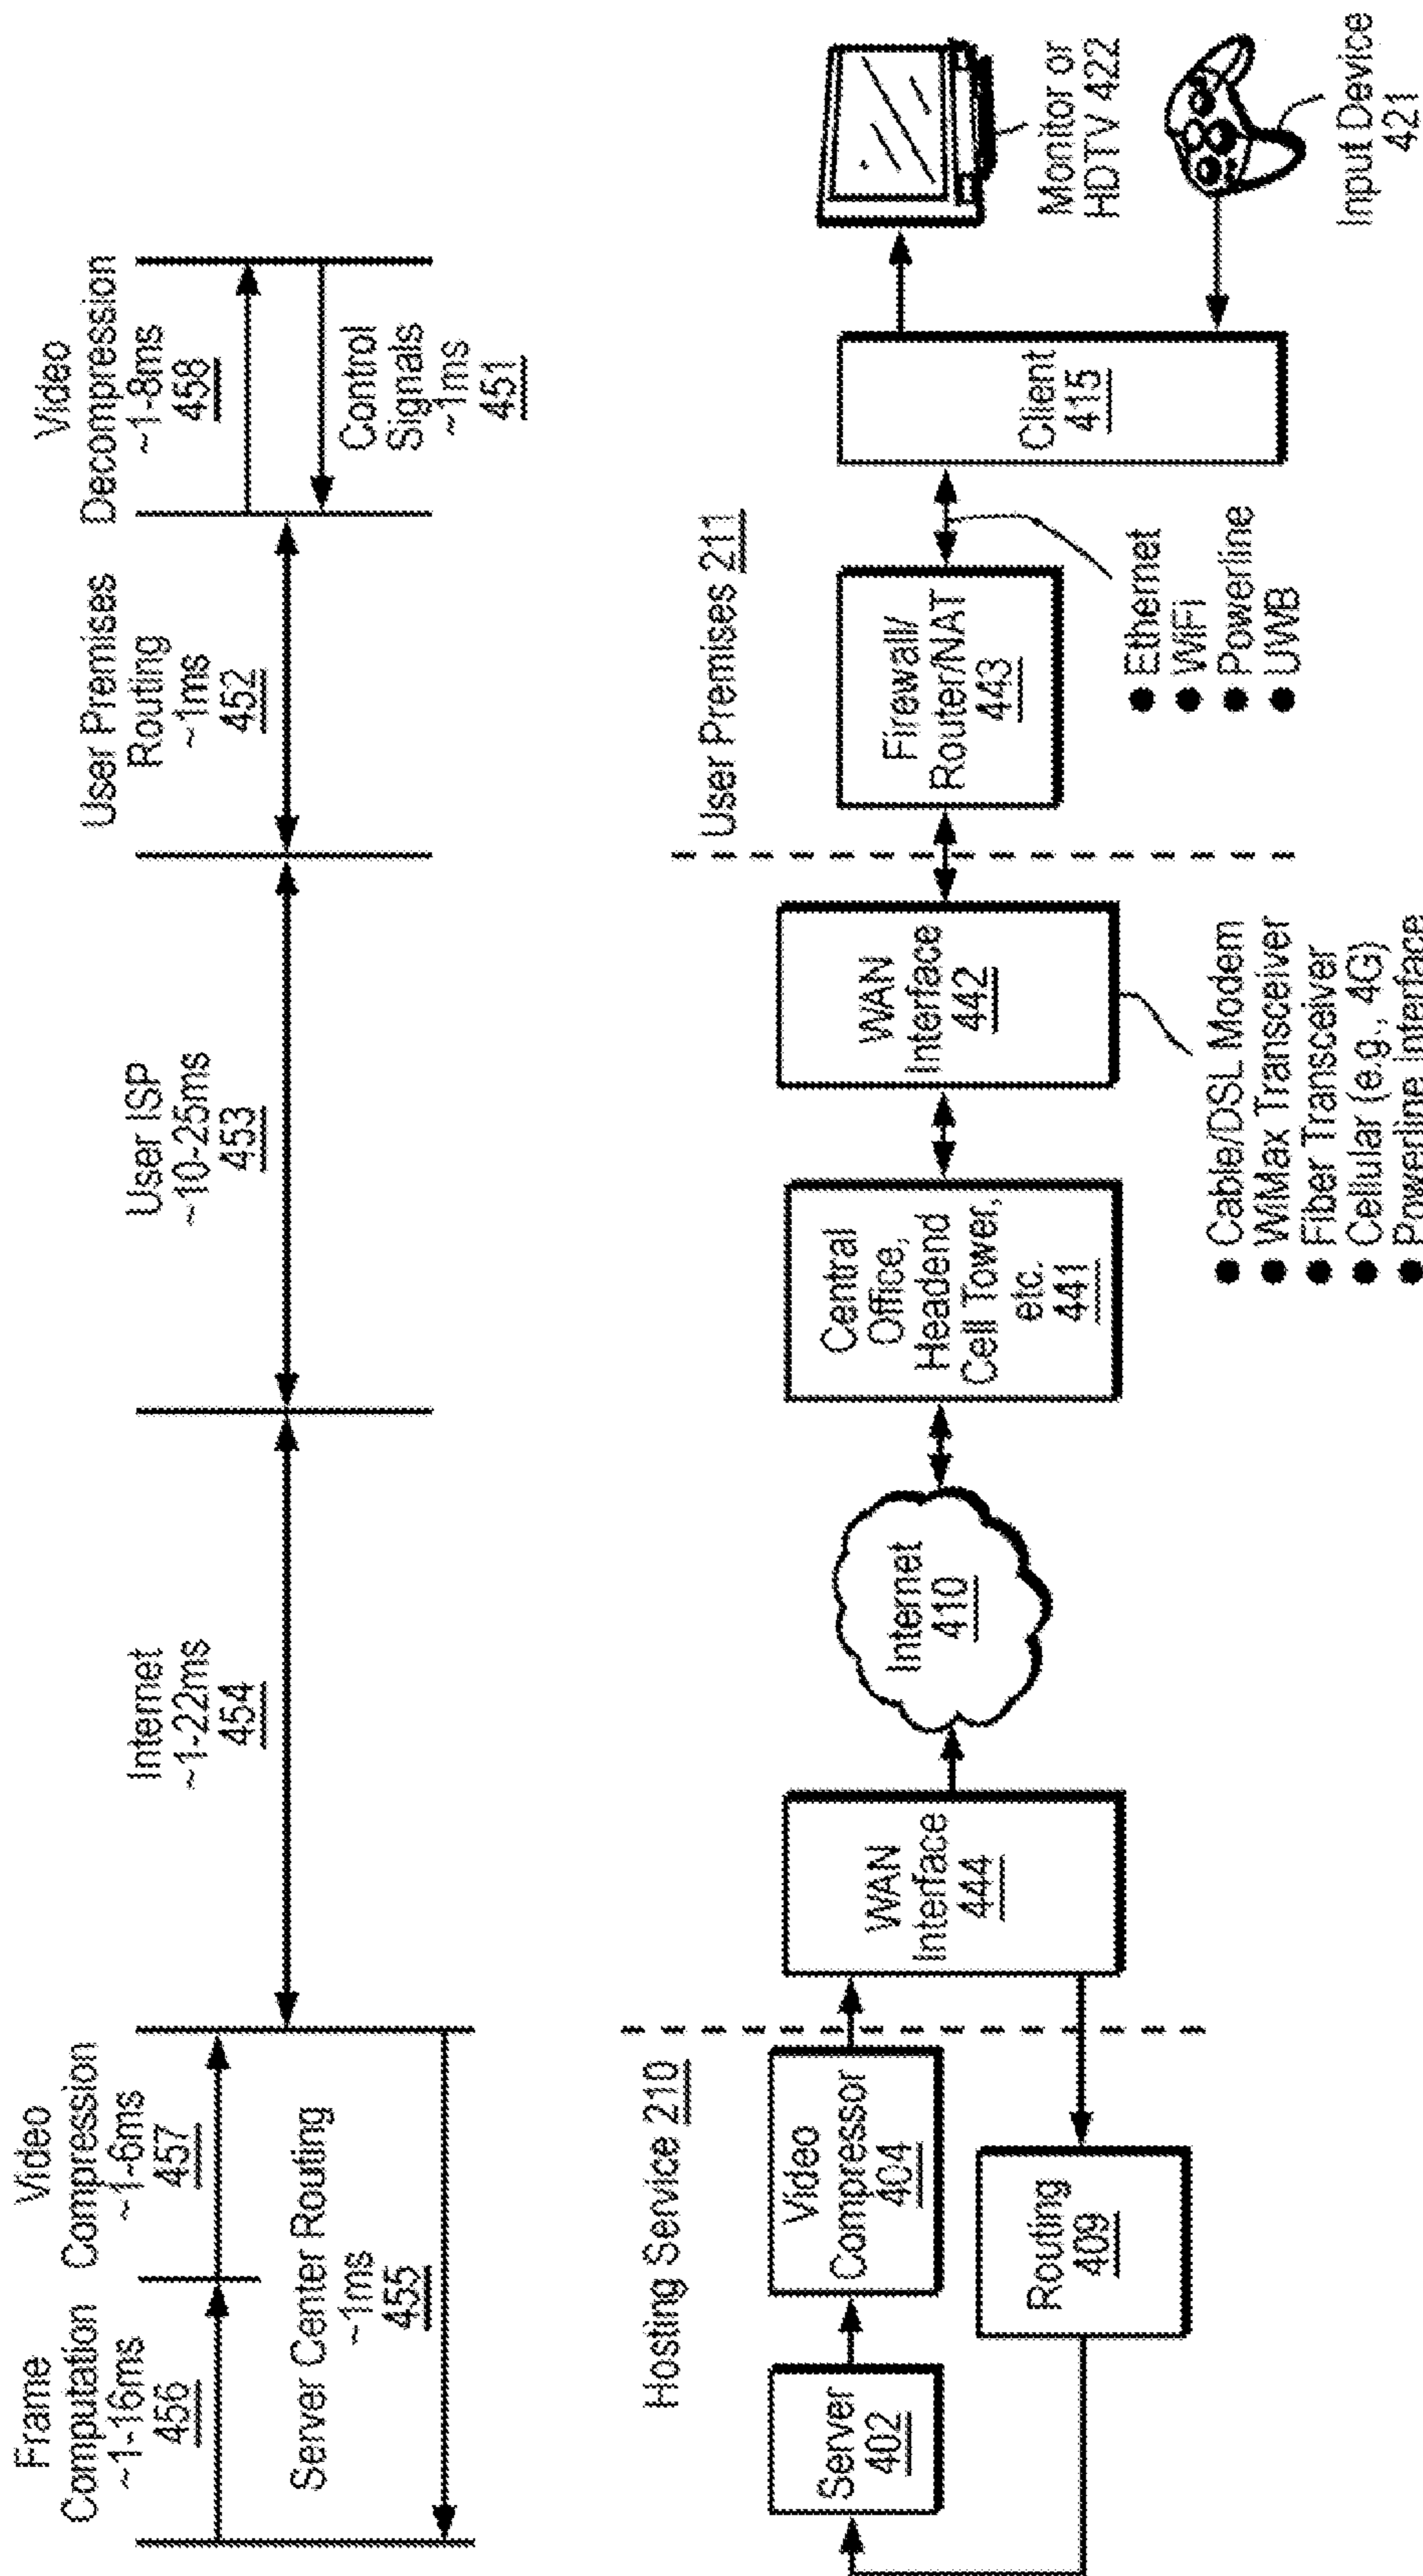 Frame
Computation
~1-16ms
456
Video
Compression
~1-6ms
457
Server Center Routing
~1ms
455
Internet
~1-22ms
454
User ISP
~10-25ms
453
User Premises
Routing
~1ms
452
Video
Decompression
~1-8ms
458
Control
Signals
~1ms
451
Hosting Service 210
Server
402
Video
Compressor
404
Routing
409
WAN
Interface
444
Internet
410
Central
Office,
Headend
Cell Tower,
etc.
441
WAN
Interface
442
● Cable/DSL Modem
● WiMax Transceiver
● Fiber Transceiver
● Cellular (e.g., 4G)
● Powerline Interface
User Premises 211
Firewall/
Router/NAT
443
● Ethernet
● WiFi
● Powerline
● UWB
Client
415
Monitor or
HDTV 422
Input Device
421